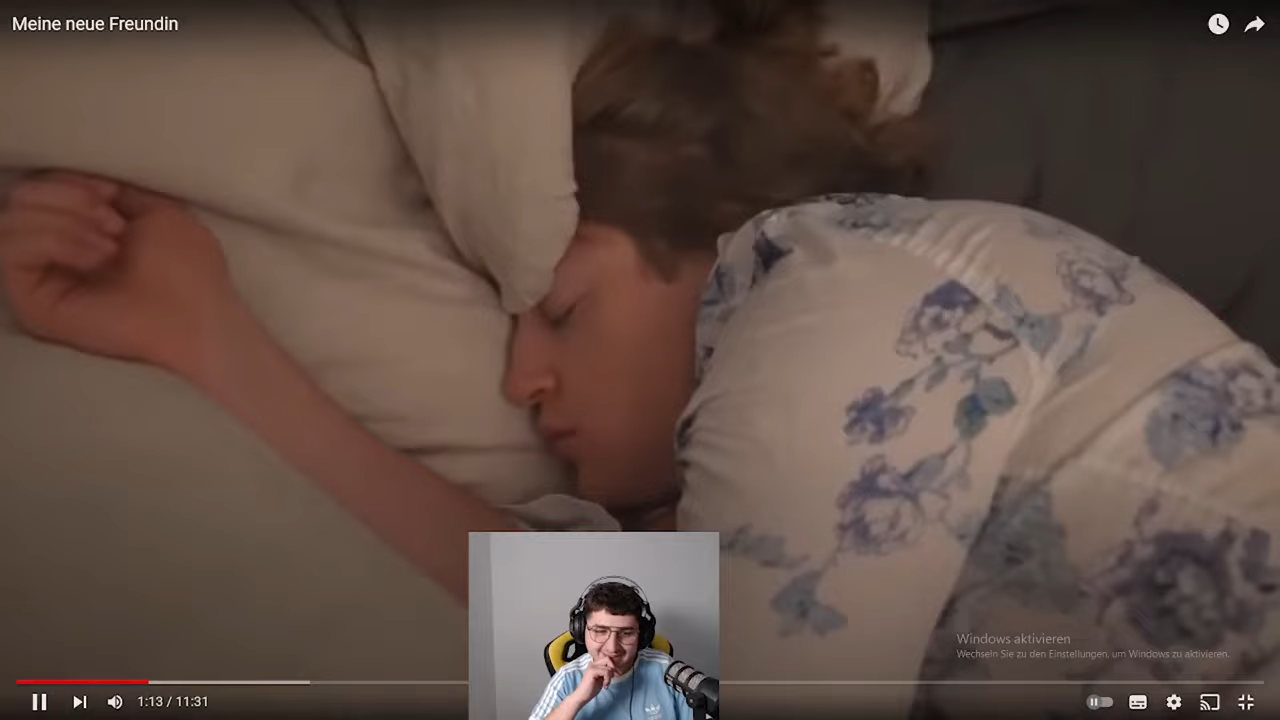 Meine neue Freundin
Windows aktivieren
Wechseln Sie zu den Einstellungen, um Windows zu aktivieren.
1:13 / 11:31